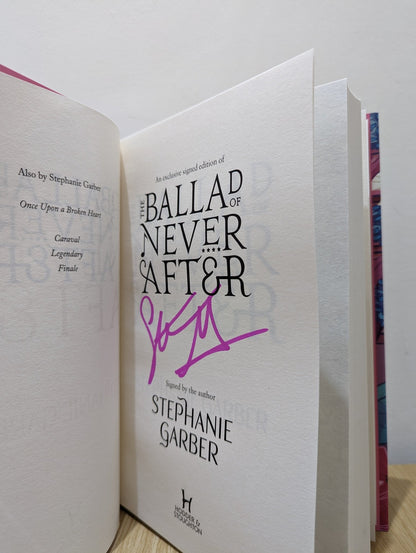 Also by Stephanie Garber
Once Upon a Broken Heart
Caraval
Legendary
Finale
An exclusive signed edition of
THE BALLAD
OF
NEVER
AFTER
Signed by the author
STEPHANIE
GARBER
H
HODDER &
STOUGHTON